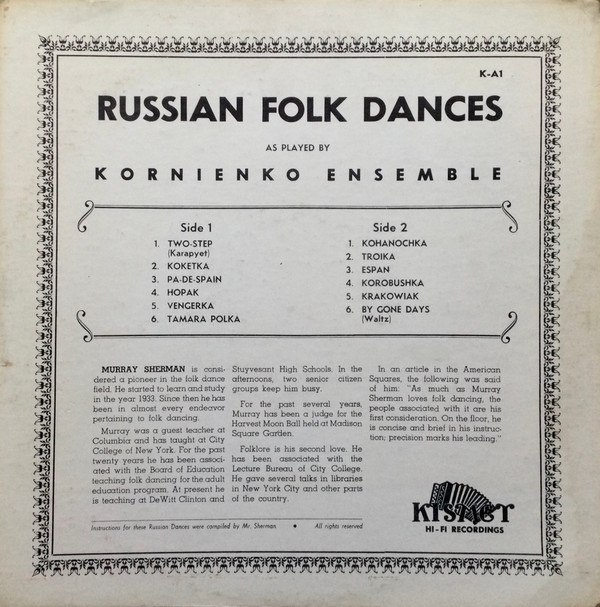 K-A1
RUSSIAN FOLK DANCES
AS PLAYED BY
KORNIENKO ENSEMBLE
Side 1
1. TWO-STEP
(Karapyet)
2. KOKETKA
3. PA-DE-SPAIN
4. HOPAK
5. VENGERKA
6. TAMARA POLKA
Side 2
1. KOHANOCHKA
2. TROIKA
3. ESPAN
4. KOROBUSHKA
5. KRAKOWIAK
6. BY GONE DAYS
(Waltz)
MURRAY SHERMAN is consi-
dered a pioneer in the folk dance
field. He started to learn and study
in the year 1933. Since then he has
been in almost every endeavor
pertaining to folk dancing.
Murray was a guest teacher at
Columbia and has taught at City
College of New York. For the past
twenty years he has been associ-
ated with the Board of Education
teaching folk dancing for the adult
education program. At present he
is teaching at DeWitt Clinton and
Stuyvesant High Schools. In the
afternoons, two senior citizen
groups keep him busy.
For the past several years,
Murray has been a judge for the
Harvest Moon Ball held at Madison
Square Garden.
Folklore is his second love. He
has been associated with the
Lecture Bureau of City College.
He gave several talks in libraries
in New York City and other parts
of the country.
In an article in the American
Squares, the following was said
of him: "As much as Murray
Sherman loves folk dancing, the
people associated with it are his
first consideration. On the floor, he
is concise and brief in his instruc-
tion; precision marks his leading."
Instructions for these Russian Dances were compiled by Mr. Sherman • All rights reserved
KISMET
HI-FI RECORDINGS